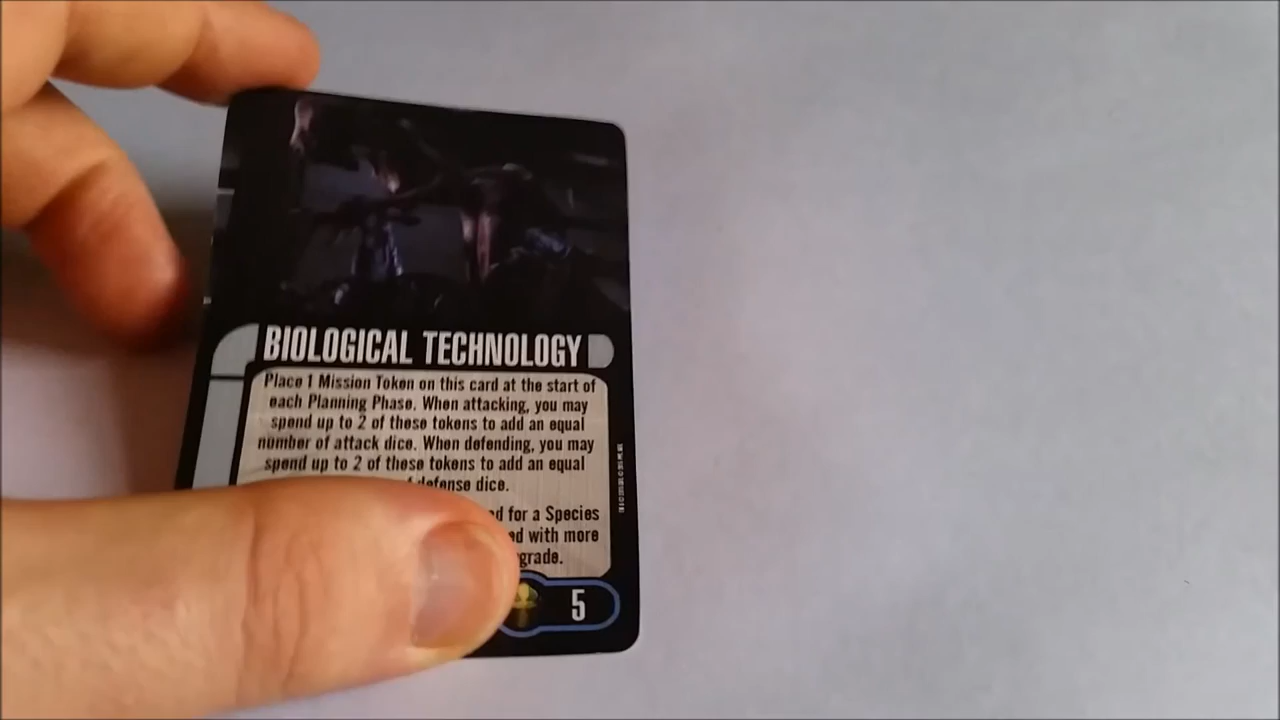 BIOLOGICAL TECHNOLOGY
Place 1 Mission Token on this card at the start of
each Planning Phase. When attacking, you may
spend up to 2 of these tokens to add an equal
number of attack dice. When defending, you may
spend up to 2 of these tokens to add an equal
defense dice.
for a Species
with more
5